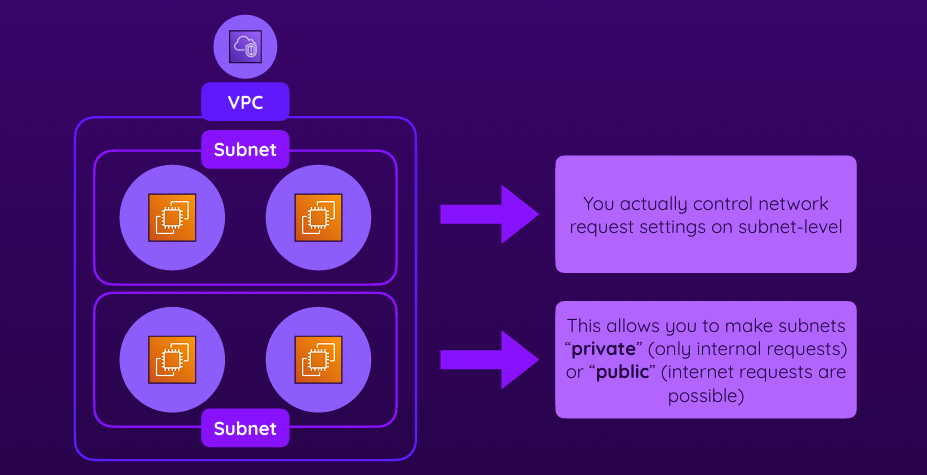 VPC
Subnet
You actually control network
request settings on subnet-level
This allows you to make subnets
“private” (only internal requests)
or “public” (internet requests are
possible)
Subnet